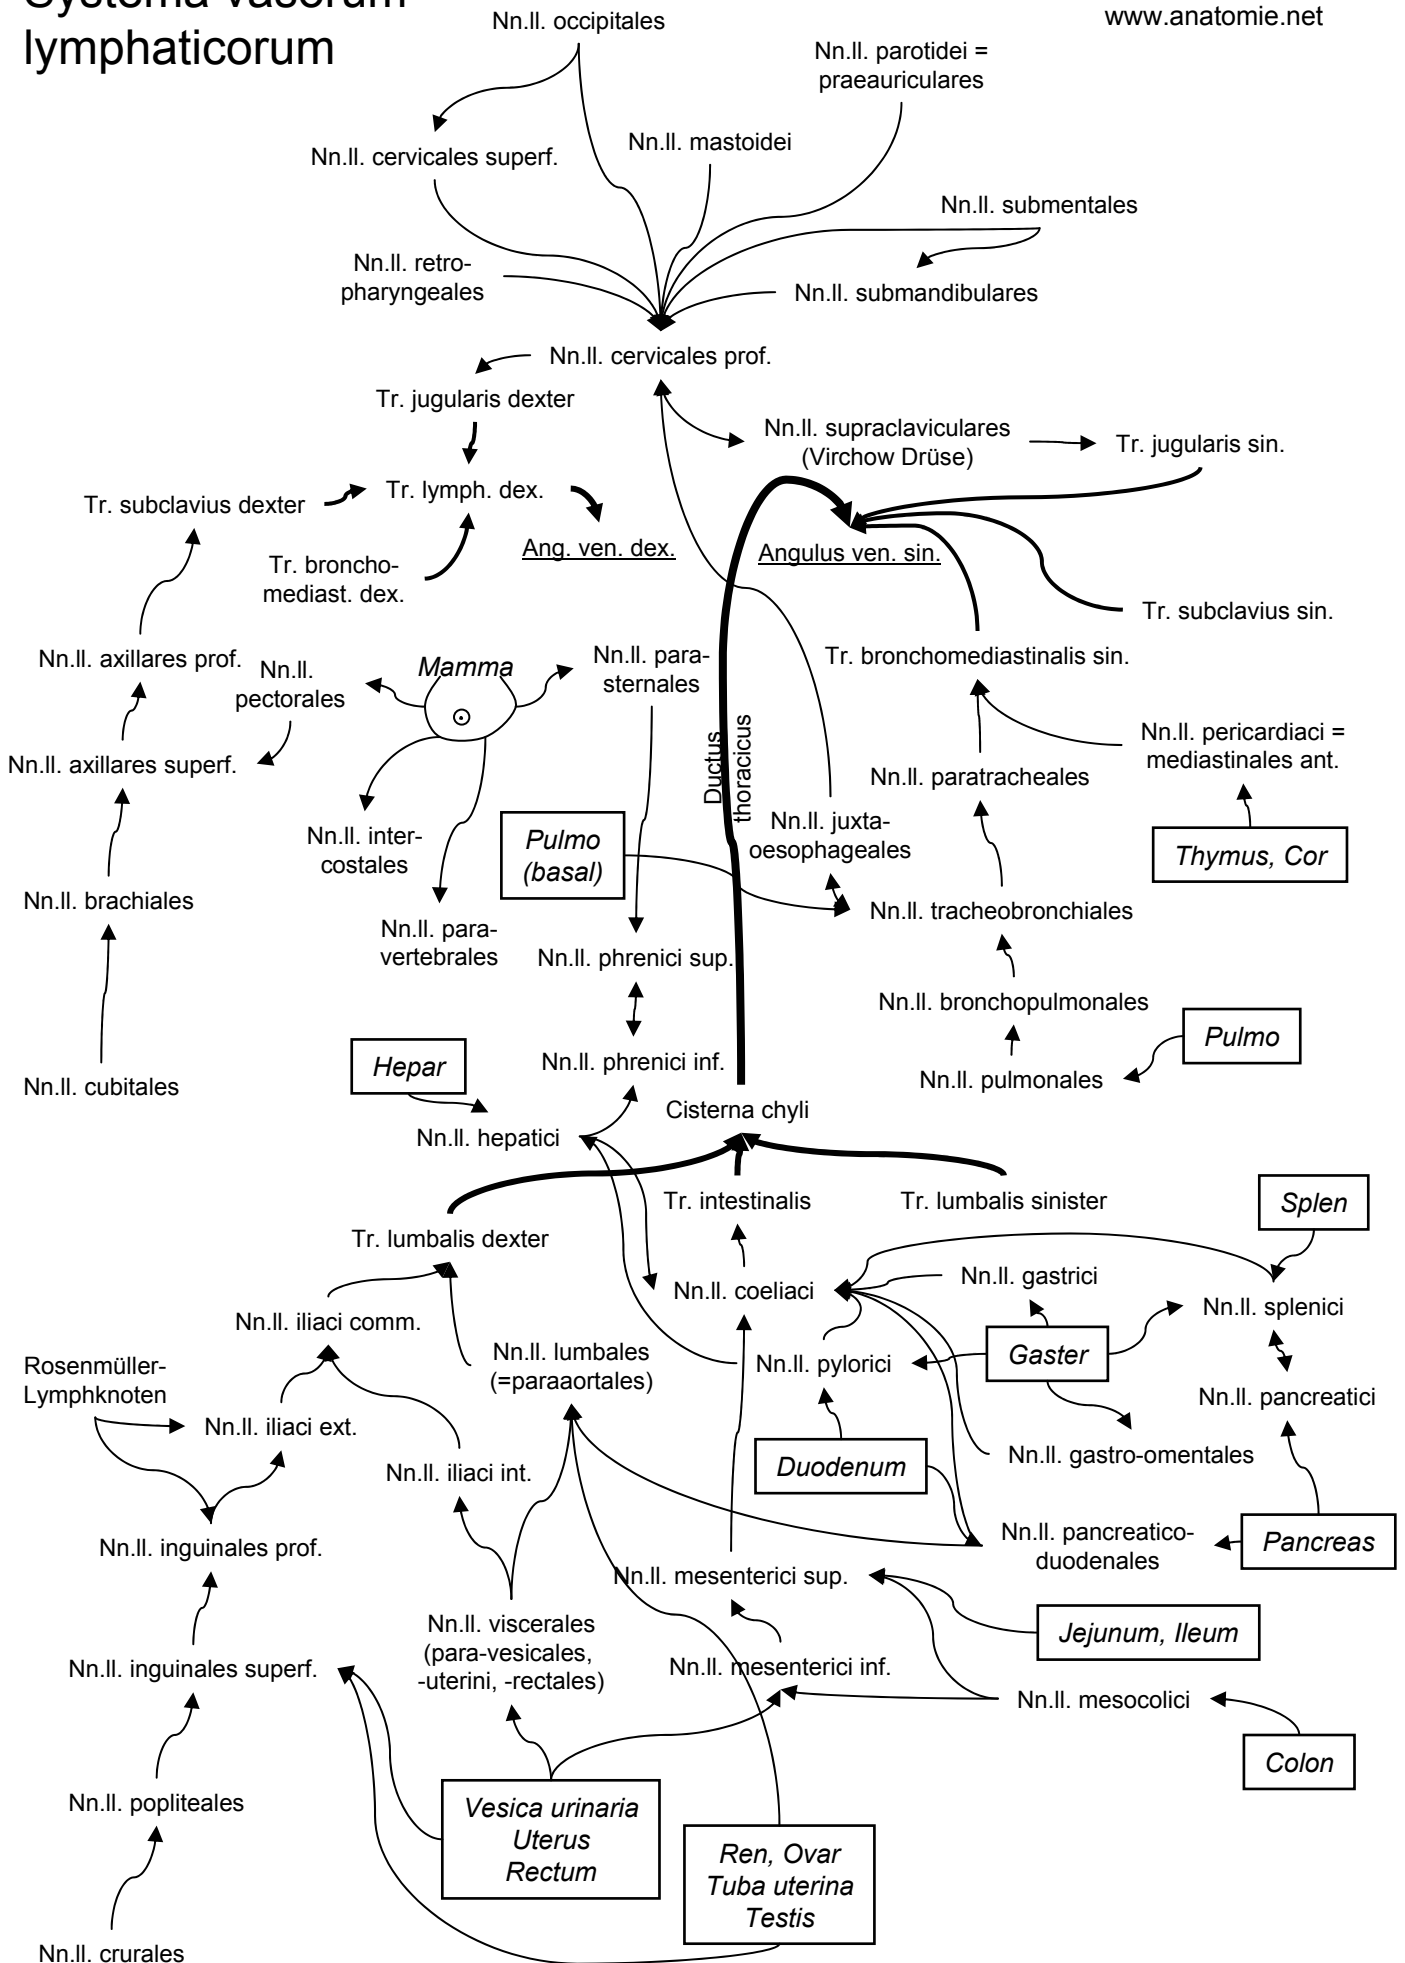 Systema vasorum
lymphaticorum
www.anatomie.net
Nn.ll. occipitales
Nn.ll. parotidei =
praeauriculares
Nn.ll. mastoidei
Nn.ll. cervicales superf.
Nn.ll. submentales
Nn.ll. retro-
pharyngeales
Nn.ll. submandibulares
Nn.ll. cervicales prof.
Tr. jugularis dexter
Nn.ll. supraclaviculares
(Virchow Drüse)
Tr. jugularis sin.
Tr. subclavius dexter
Tr. lymph. dex.
Ang. ven. dex.
Angulus ven. sin.
Tr. broncho-
mediast. dex.
Tr. subclavius sin.
Nn.ll. axillares prof.
Nn.ll.
pectorales
Mamma
Nn.ll. para-
sternales
Tr. bronchomediastinalis sin.
Ductus
thoracicus
Nn.ll. pericardiaci =
mediastinales ant.
Nn.ll. axillares superf.
Nn.ll. paratracheales
Nn.ll. inter-
costales
Pulmo
(basal)
Nn.ll. juxta-
oesophageales
Thymus, Cor
Nn.ll. brachiales
Nn.ll. tracheobronchiales
Nn.ll. para-
vertebrales
Nn.ll. phrenici sup.
Nn.ll. bronchopulmonales
Pulmo
Hepar
Nn.ll. phrenici inf.
Nn.ll. pulmonales
Nn.ll. cubitales
Cisterna chyli
Nn.ll. hepatici
Tr. intestinalis
Tr. lumbalis sinister
Splen
Tr. lumbalis dexter
Nn.ll. coeliaci
Nn.ll. gastrici
Nn.ll. splenici
Nn.ll. iliaci comm.
Rosenmüller-
Lymphknoten
Nn.ll. lumbales
(=paraaortales)
Nn.ll. pylorici
Gaster
Nn.ll. pancreatici
Nn.ll. iliaci ext.
Nn.ll. iliaci int.
Duodenum
Nn.ll. gastro-omentales
Nn.ll. inguinales prof.
Nn.ll. pancreatico-
duodenales
Pancreas
Nn.ll. mesenterici sup.
Nn.ll. viscerales
(para-vesicales,
-uterini, -rectales)
Jejunum, Ileum
Nn.ll. inguinales superf.
Nn.ll. mesenterici inf.
Nn.ll. mesocolici
Colon
Nn.ll. popliteales
Vesica urinaria
Uterus
Rectum
Ren, Ovar
Tuba uterina
Testis
Nn.ll. crurales